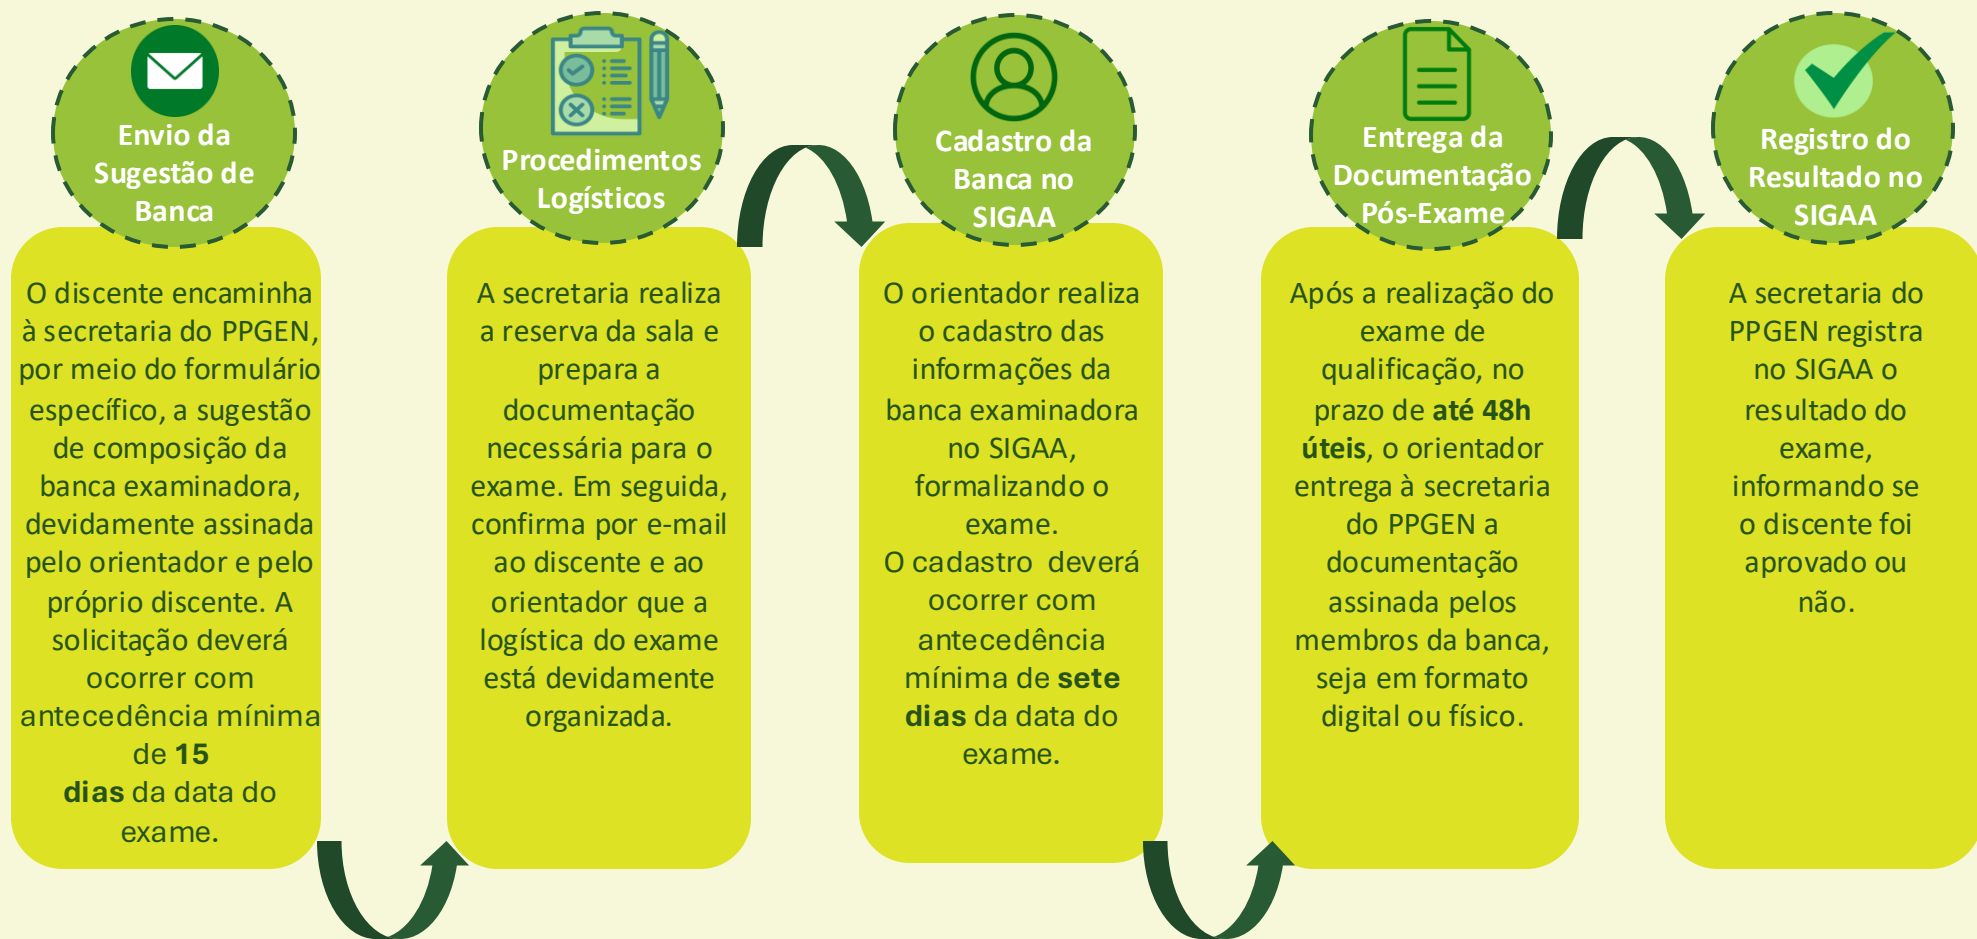 Envio da
Sugestão de
Banca
O discente encaminha
à secretaria do PPGEN,
por meio do formulário
específico, a sugestão
de composição da
banca examinadora,
devidamente assinada
pelo orientador e pelo
próprio discente. A
solicitação deverá
ocorrer com
antecedência mínima
de 15
dias da data do
exame.
Procedimentos
Logísticos
A secretaria realiza
a reserva da sala e
prepara a
documentação
necessária para o
exame. Em seguida,
confirma por e-mail
ao discente e ao
orientador que a
logística do exame
está devidamente
organizada.
Cadastro da
Banca no
SIGAA
O orientador realiza
o cadastro das
informações da
banca examinadora
no SIGAA,
formalizando o
exame.
O cadastro deverá
ocorrer com
antecedência
mínima de sete
dias da data do
exame.
Entrega da
Documentação
Pós-Exame
Após a realização do
exame de
qualificação, no
prazo de até 48h
úteis, o orientador
entrega à secretaria
do PPGEN a
documentação
assinada pelos
membros da banca,
seja em formato
digital ou físico.
Registro do
Resultado no
SIGAA
A secretaria do
PPGEN registra
no SIGAA o
resultado do
exame,
informando se
o discente foi
aprovado ou
não.